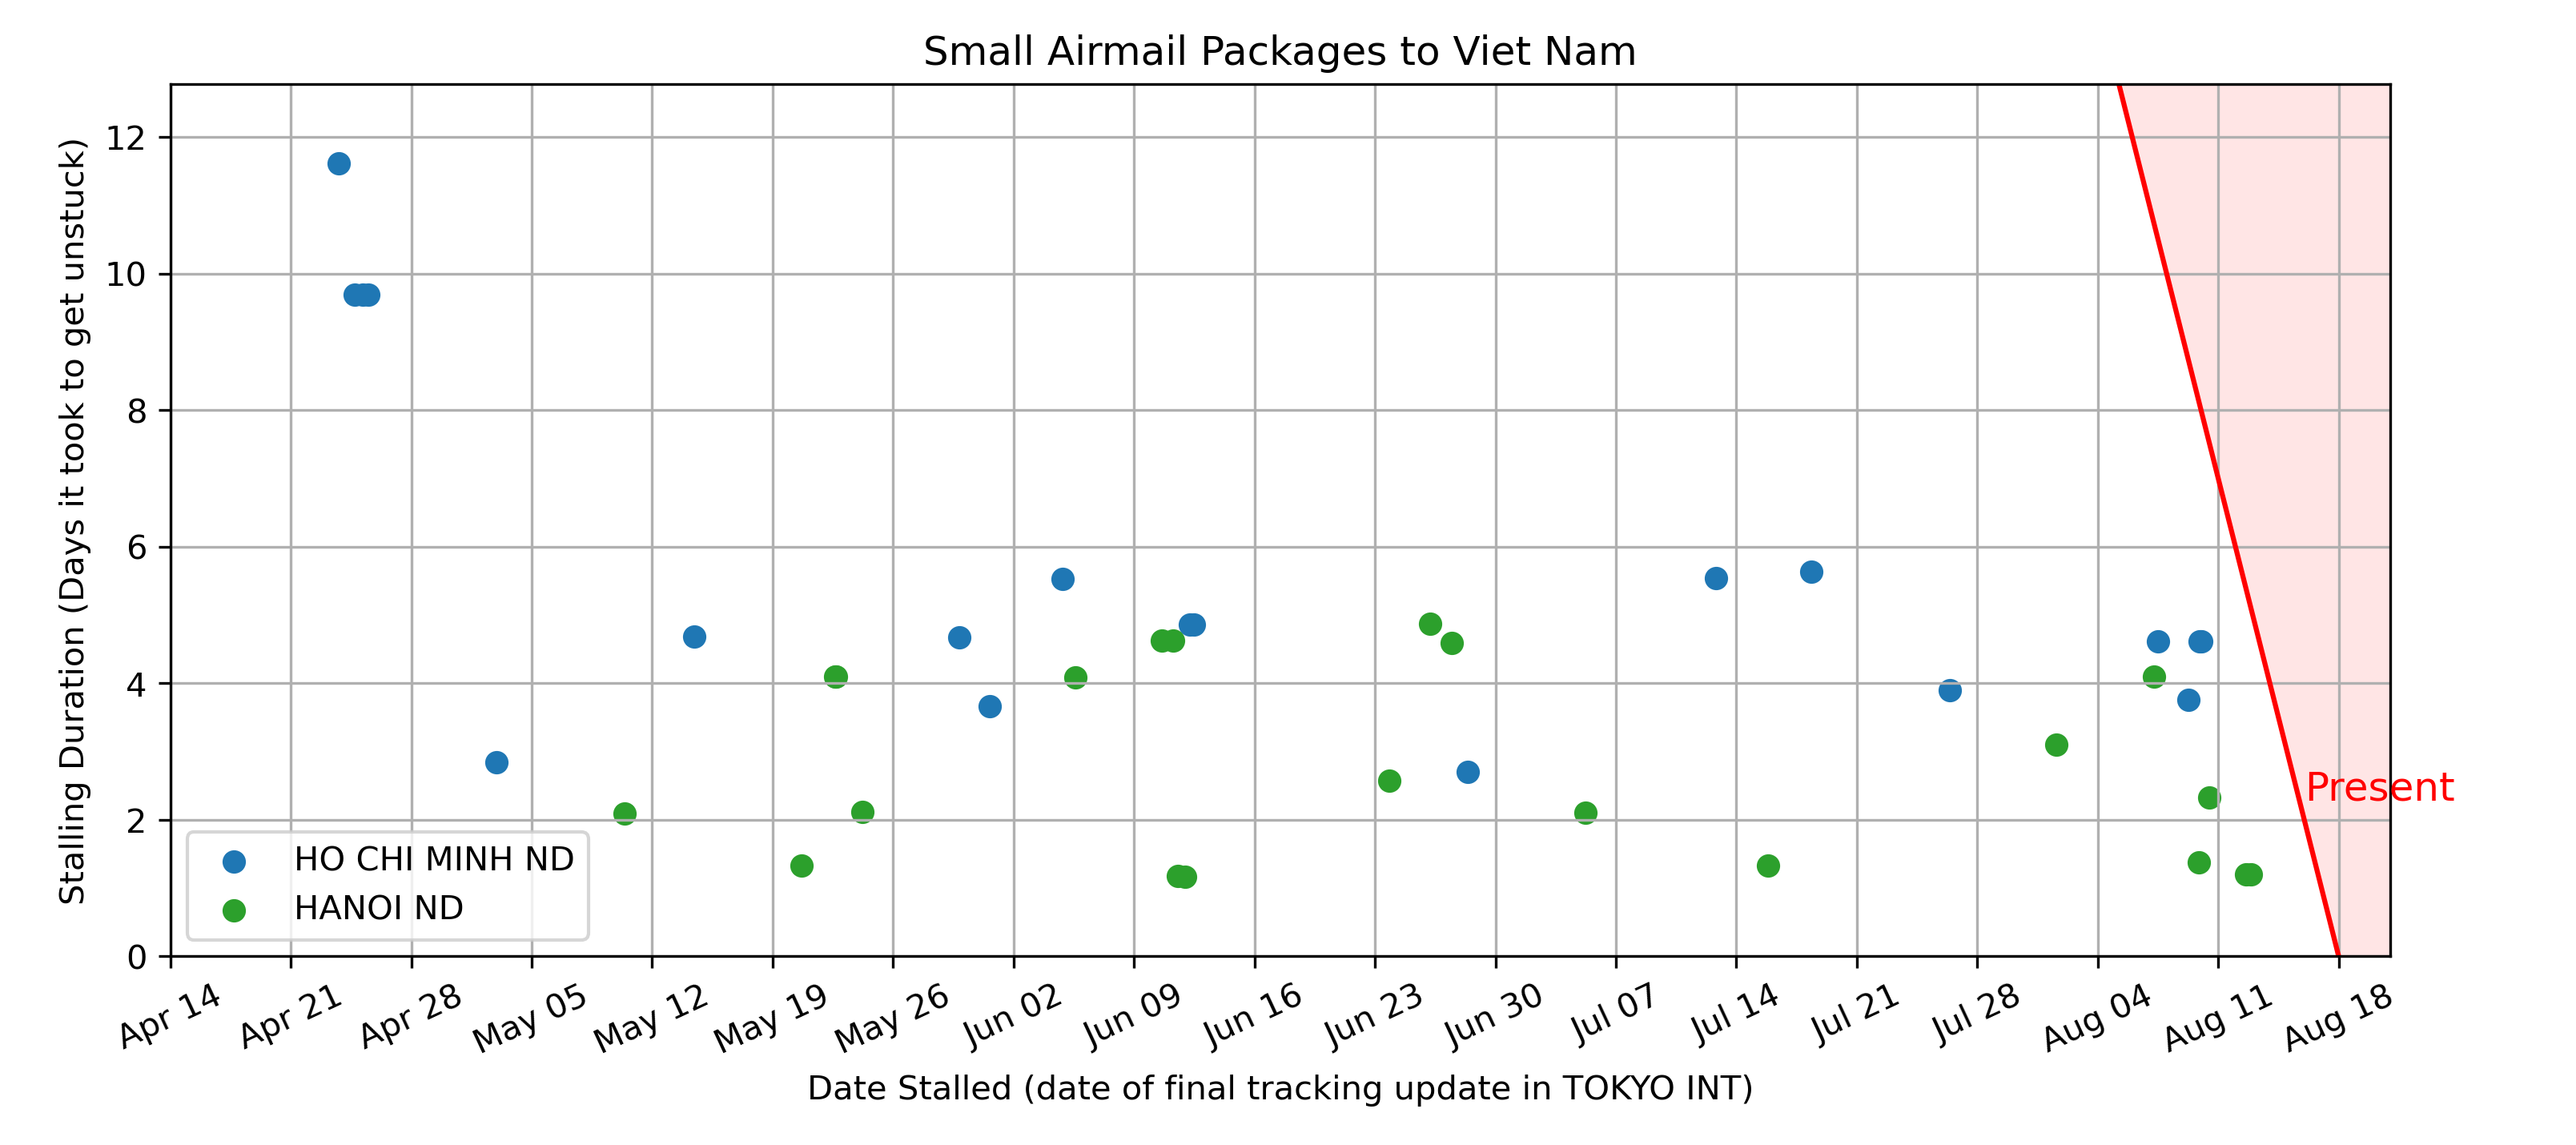 Small Airmail Packages to Viet Nam
Stalling Duration (Days it took to get unstuck)
12
10
8
6
4
2
0
Present
HO CHI MINH ND
HANOI ND
Apr 14
Apr 21
Apr 28
May 05
May 12
May 19
May 26
Jun 02
Jun 09
Jun 16
Jun 23
Jun 30
Jul 07
Jul 14
Jul 21
Jul 28
Aug 04
Aug 11
Aug 18
Date Stalled (date of final tracking update in TOKYO INT)